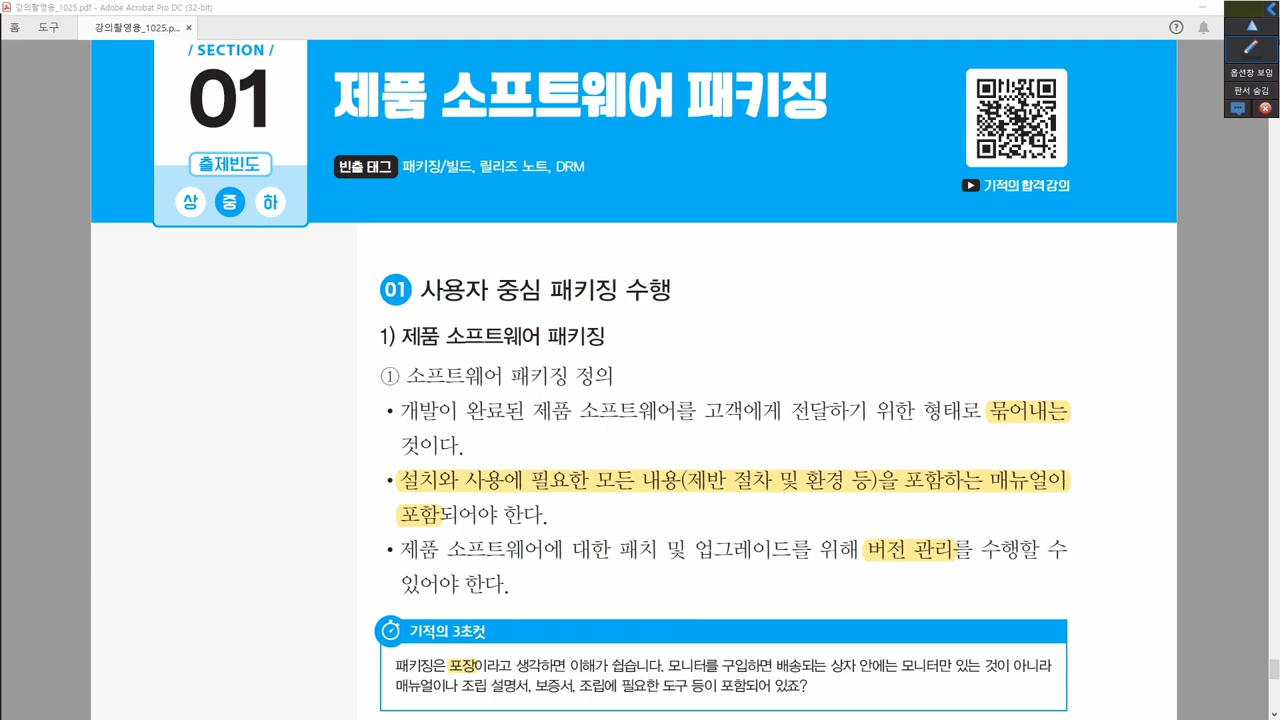 강의촬영용_1025.pdf - Adobe Acrobat Pro DC (32-bit)
홈 도구 강의촬영용_1025.p... ×
옵션창 보임
판서 숨김
/ SECTION /
01
출제빈도
상 중 하
제품 소프트웨어 패키징
빈출 태그 패키징/빌드, 릴리즈 노트, DRM
기적의 합격 강의
01 사용자 중심 패키징 수행
1) 제품 소프트웨어 패키징
① 소프트웨어 패키징 정의
• 개발이 완료된 제품 소프트웨어를 고객에게 전달하기 위한 형태로 묶어내는
것이다.
• 설치와 사용에 필요한 모든 내용(제반 절차 및 환경 등)을 포함하는 매뉴얼이
포함되어야 한다.
• 제품 소프트웨어에 대한 패치 및 업그레이드를 위해 버전 관리를 수행할 수
있어야 한다.
기적의 3초컷
패키징은 포장이라고 생각하면 이해가 쉽습니다. 모니터를 구입하면 배송되는 상자 안에는 모니터만 있는 것이 아니라
매뉴얼이나 조립 설명서, 보증서, 조립에 필요한 도구 등이 포함되어 있죠?